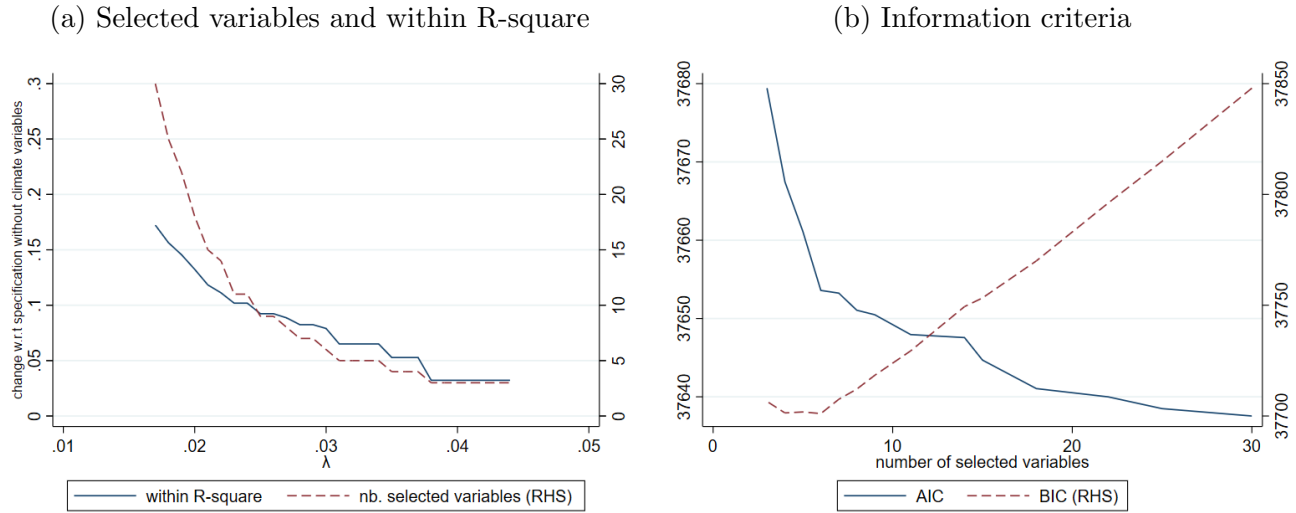 (a) Selected variables and within R-square
change w.r.t specification without climate variables
0 .05 .1 .15 .2 .25 .3
0 5 10 15 20 25 30
.01 .02 .03 .04 .05
λ
within R-square nb. selected variables (RHS)
(b) Information criteria
37640 37650 37660 37670 37680
37700 37750 37800 37850
0 10 20 30
number of selected variables
AIC BIC (RHS)